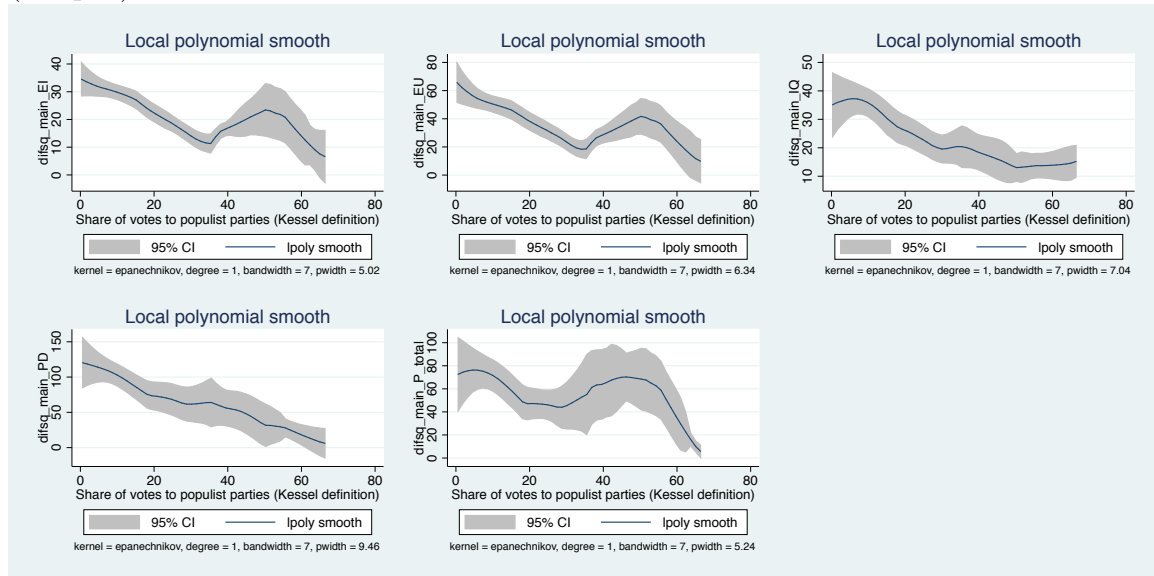 Local polynomial smooth
difsq_main_EI
0 10 20 30 40
0 20 40 60 80
Share of votes to populist parties (Kessel definition)
95% CI lpoly smooth
kernel = epanechnikov, degree = 1, bandwidth = 7, pwidth = 5.02
Local polynomial smooth
difsq_main_EU
0 20 40 60 80
0 20 40 60 80
Share of votes to populist parties (Kessel definition)
95% CI lpoly smooth
kernel = epanechnikov, degree = 1, bandwidth = 7, pwidth = 6.34
Local polynomial smooth
difsq_main_IQ
10 20 30 40 50
0 20 40 60 80
Share of votes to populist parties (Kessel definition)
95% CI lpoly smooth
kernel = epanechnikov, degree = 1, bandwidth = 7, pwidth = 7.04
Local polynomial smooth
difsq_main_PD
0 50 100 150
0 20 40 60 80
Share of votes to populist parties (Kessel definition)
95% CI lpoly smooth
kernel = epanechnikov, degree = 1, bandwidth = 7, pwidth = 9.46
Local polynomial smooth
difsq_main_P_total
0 20 40 60 80 100
0 20 40 60 80
Share of votes to populist parties (Kessel definition)
95% CI lpoly smooth
kernel = epanechnikov, degree = 1, bandwidth = 7, pwidth = 5.24